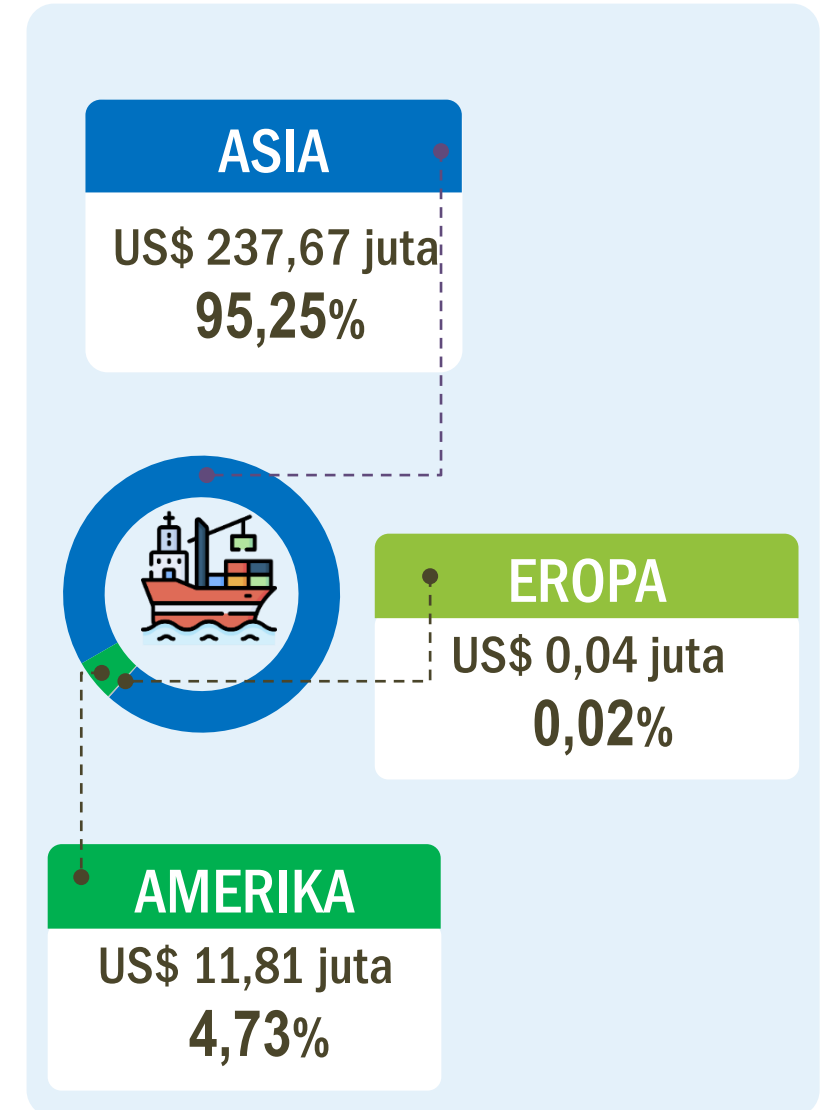 ASIA
US$ 237,67 juta
95,25%
EROPA
US$ 0,04 juta
0,02%
AMERIKA
US$ 11,81 juta
4,73%